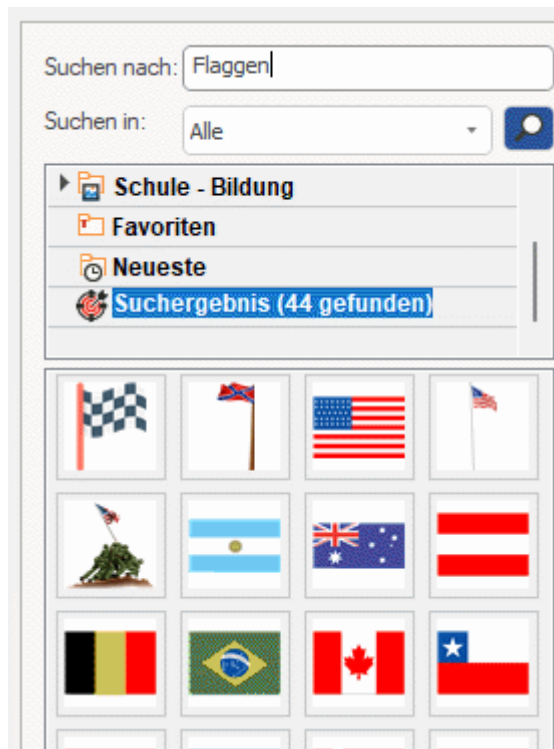 Suchen nach: Flaggen
Suchen in: Alle
Schule - Bildung
Favoriten
Neueste
Suchergebnis (44 gefunden)